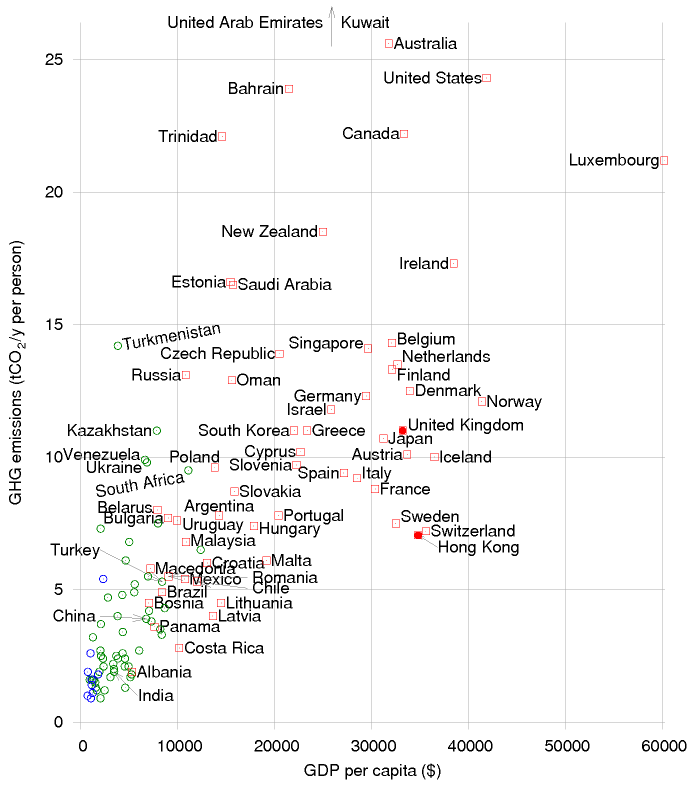 United Arab Emirates Kuwait
25
Australia
United States
Bahrain
Trinidad
Canada
Luxembourg
20
New Zealand
Ireland
Estonia
Saudi Arabia
15
Turkmenistan
Singapore
Belgium
Czech Republic
Netherlands
Russia
Oman
Finland
Germany
Denmark
Israel
Norway
Kazakhstan
South Korea
Greece
United Kingdom
Japan
10
Venezuela
Ukraine
Poland
Cyprus
Slovenia
Austria
Iceland
Spain
Italy
South Africa
Slovakia
France
Belarus
Bulgaria
Argentina
Uruguay
Portugal
Hungary
Sweden
Switzerland
Hong Kong
Malaysia
Turkey
Macedonia
Croatia
Malta
Mexico
Romania
Chile
5
Brazil
Bosnia
Lithuania
China
Latvia
Panama
Costa Rica
Albania
India
0
0 10000 20000 30000 40000 50000 60000
GDP per capita ($)
GHG emissions (tCO2/y per person)